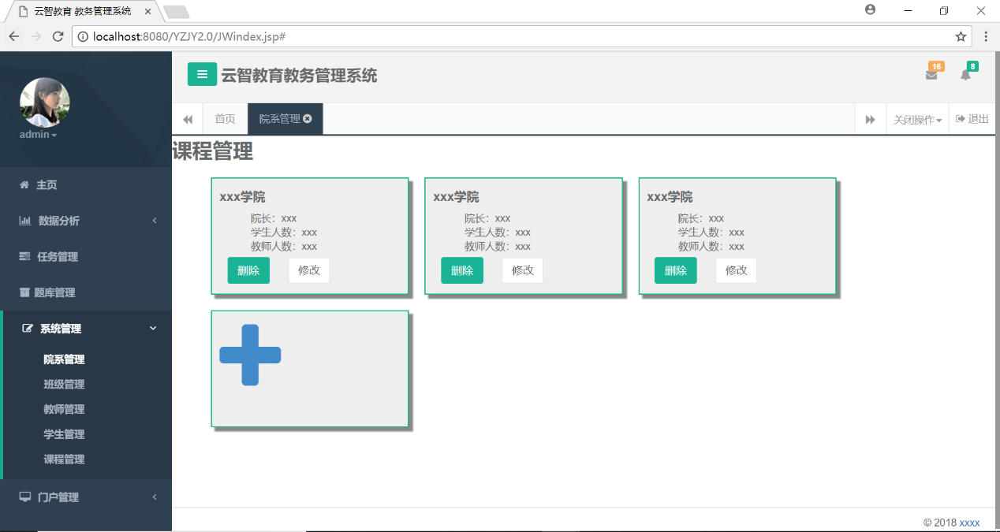 云智教育 教务管理系统
localhost:8080/YZJY2.0/JWindex.jsp#
admin
云智教育教务管理系统
16
8
首页
院系管理
关闭操作
退出
主页
数据分析
任务管理
题库管理
系统管理
院系管理
班级管理
教师管理
学生管理
课程管理
门户管理
课程管理
xxx学院
院长：xxx
学生人数：xxx
教师人数：xxx
删除 修改
xxx学院
院长：xxx
学生人数：xxx
教师人数：xxx
删除 修改
xxx学院
院长：xxx
学生人数：xxx
教师人数：xxx
删除 修改
© 2018 xxxx